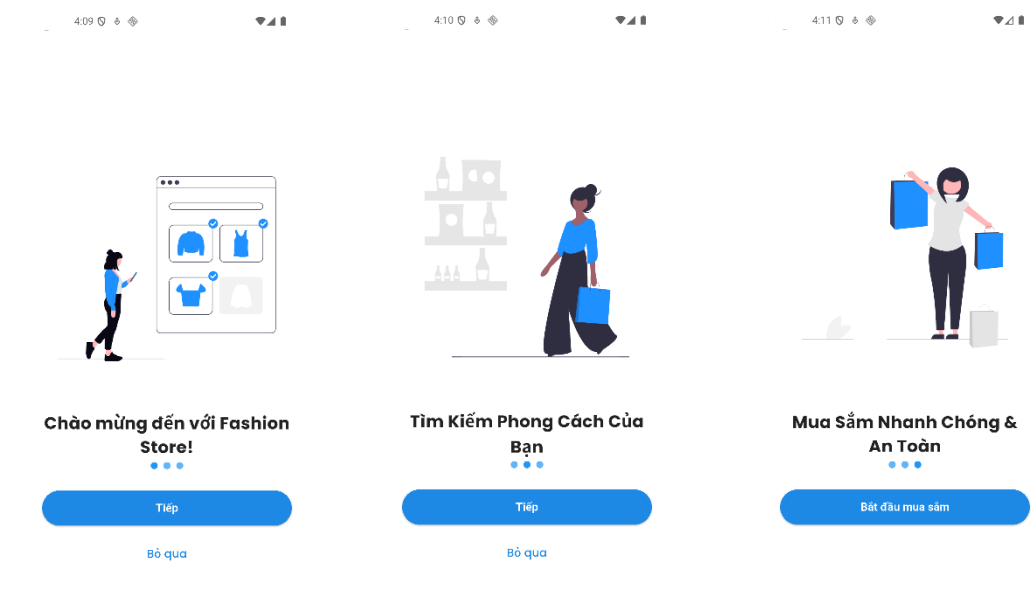 4:09
Chào mừng đến với Fashion
Store!
Tiếp
Bỏ qua
4:10
Tìm Kiếm Phong Cách Của
Bạn
Tiếp
Bỏ qua
4:11
Mua Sắm Nhanh Chóng &
An Toàn
Bắt đầu mua sắm